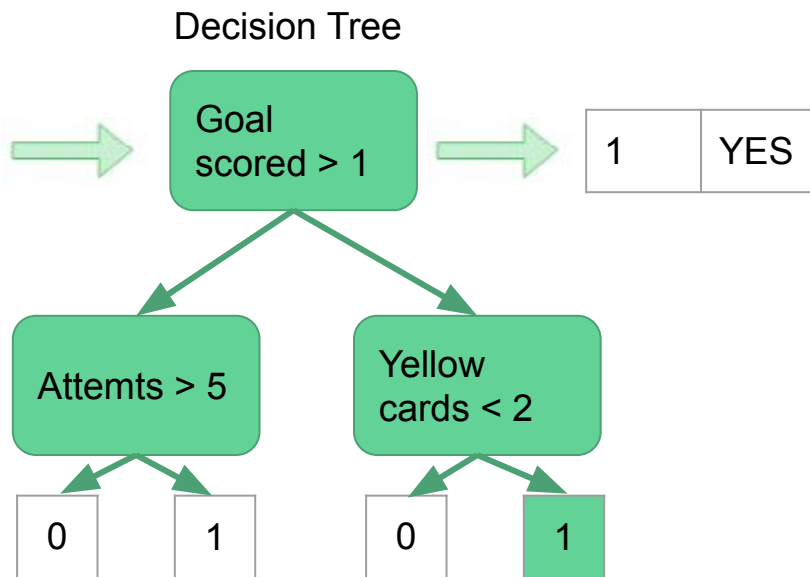 Decision Tree
Goal
scored > 1
1 YES
Attemts > 5
Yellow
cards < 2
0 1 0 1